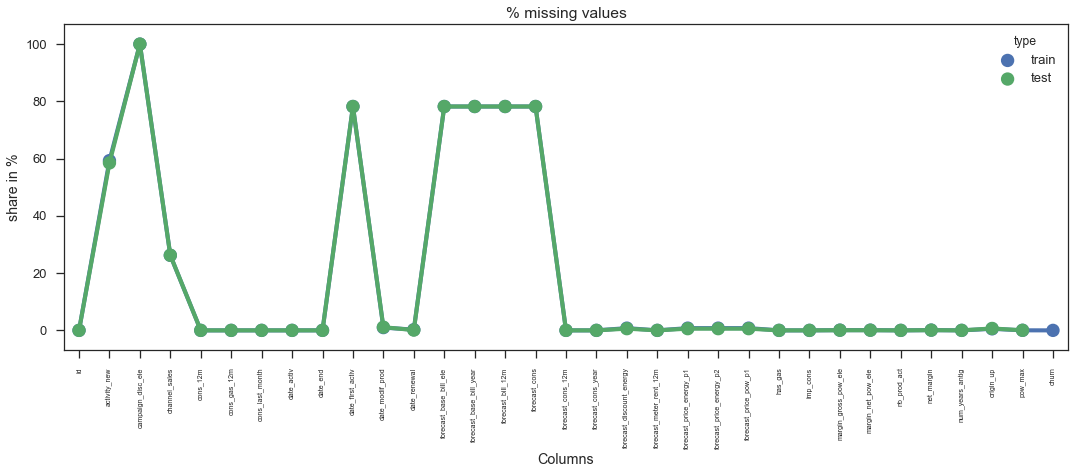 % missing values
type
train
test
100
80
60
40
20
0
share in %
id
activity_new
campaign_disc_ele
channel_sales
cons_12m
cons_gas_12m
cons_last_month
date_activ
date_end
date_first_activ
date_modif_prod
date_renewal
forecast_base_bill_ele
forecast_base_bill_year
forecast_bill_12m
forecast_cons
forecast_cons_12m
forecast_cons_year
forecast_discount_energy
forecast_meter_rent_12m
forecast_price_energy_p1
forecast_price_energy_p2
forecast_price_pow_p1
has_gas
imp_cons
margin_gross_pow_ele
margin_net_pow_ele
nb_prod_act
net_margin
num_years_antig
origin_up
pow_max
churn
Columns